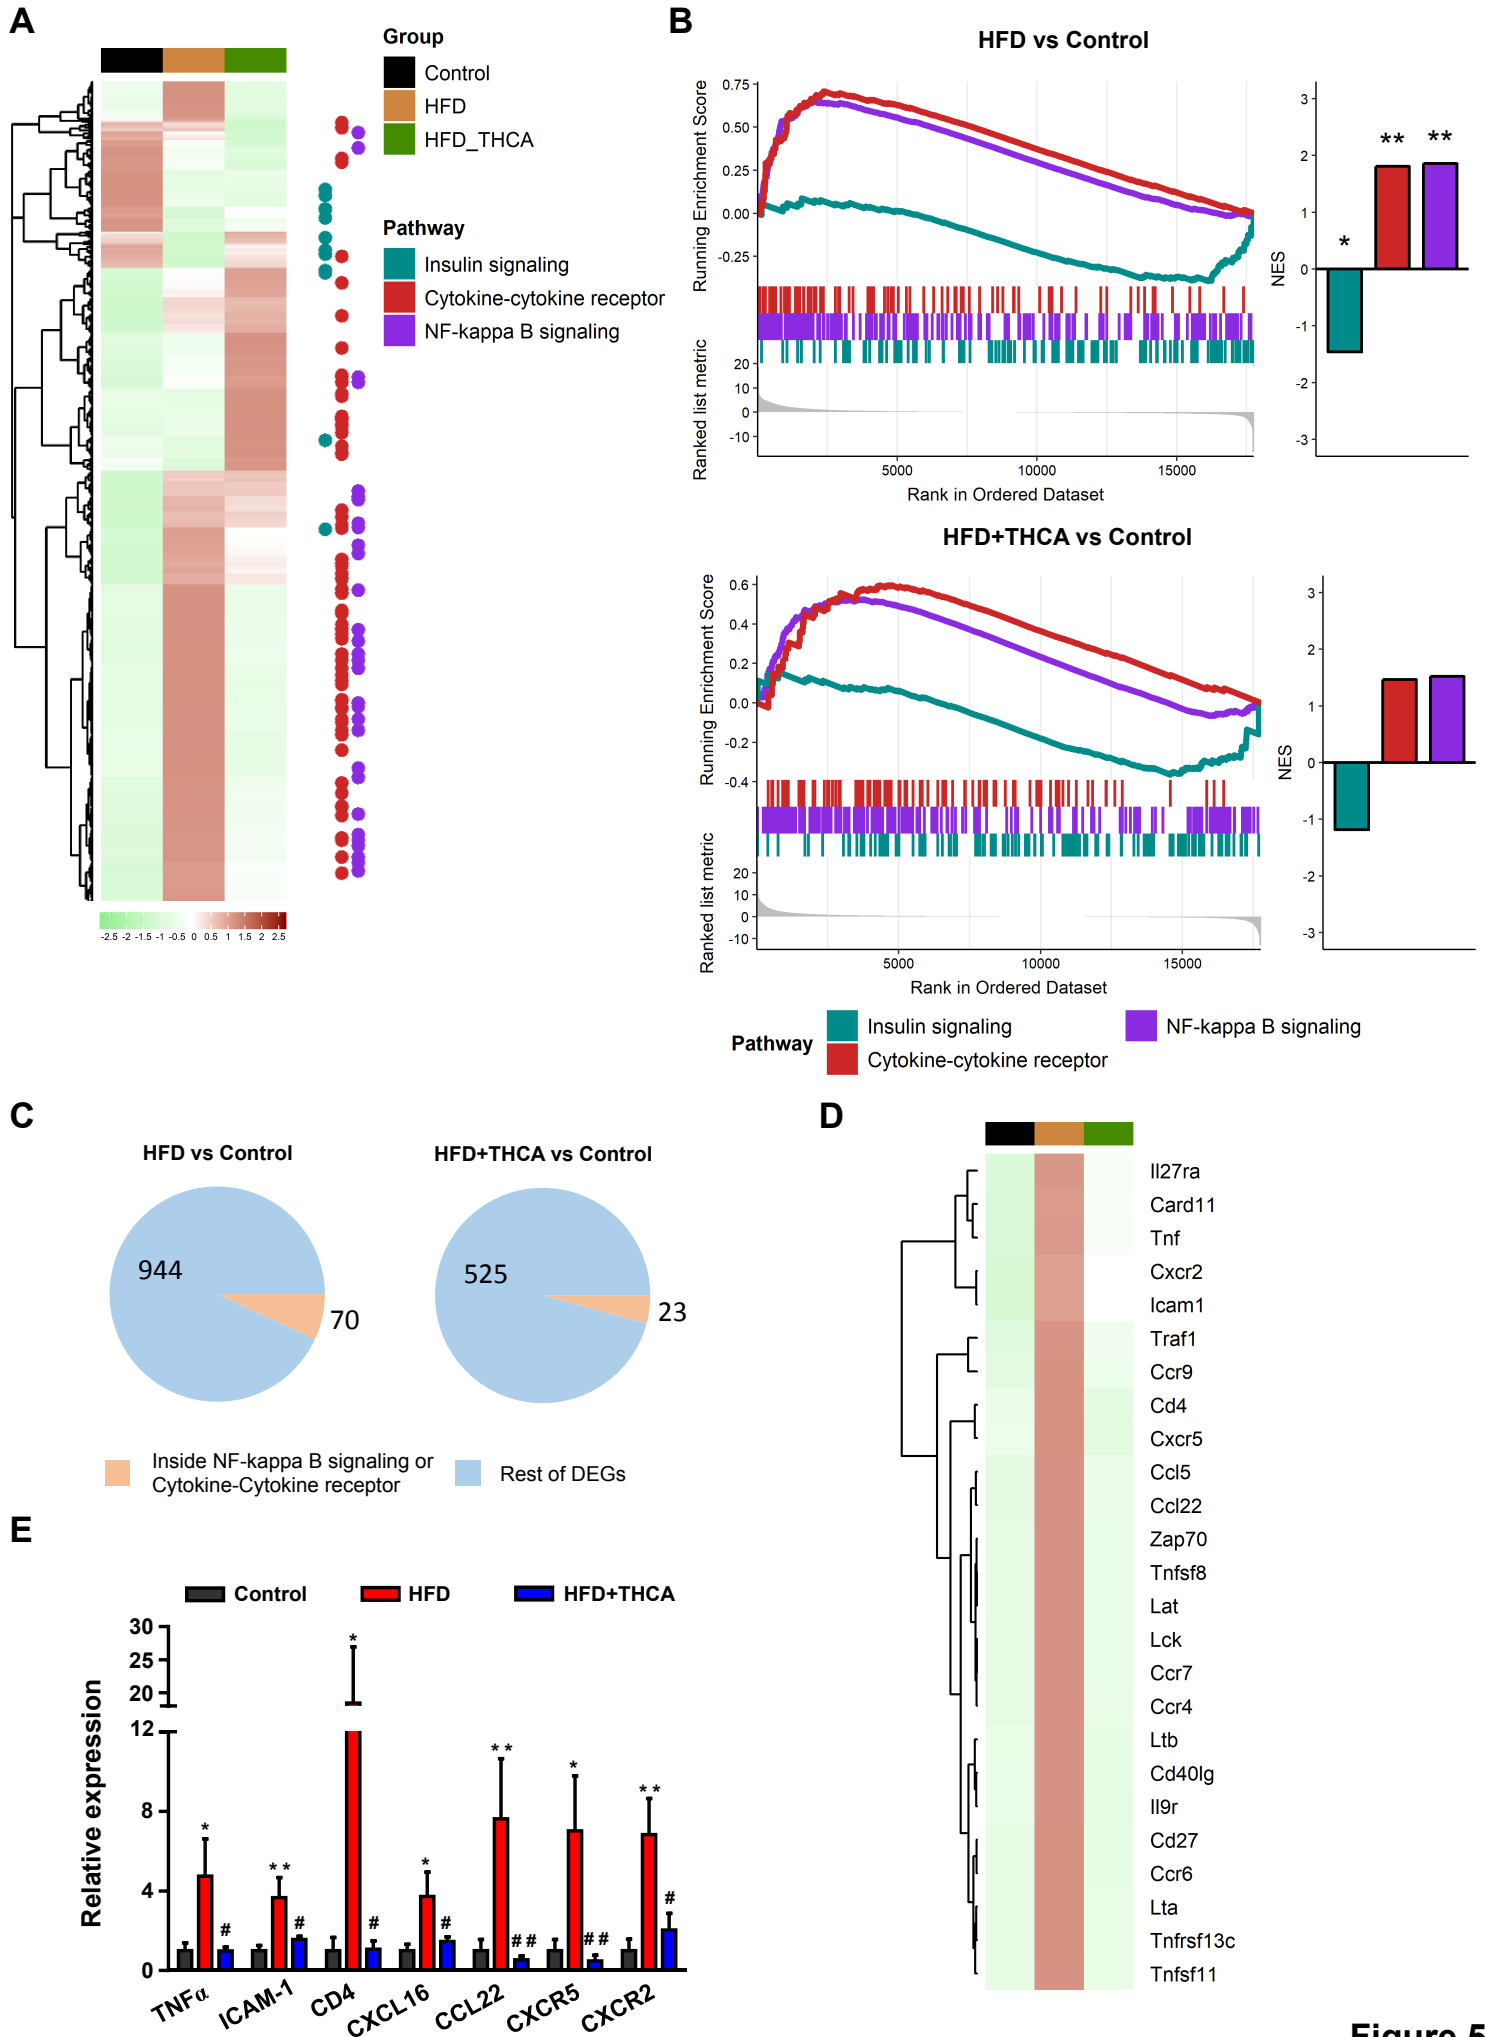 A
Group
Control
HFD
HFD_THCA
Pathway
Insulin signaling
Cytokine-cytokine receptor
NF-kappa B signaling
-2.5 -2 -1.5 -1 -0.5 0 0.5 1 1.5 2 2.5
B
HFD vs Control
Running Enrichment Score
0.75
0.50
0.25
0.00
-0.25
Ranked list metric
20
10
0
-10
5000 10000 15000
Rank in Ordered Dataset
NES
3
2
1
0
-1
-2
-3
*
**
**
HFD+THCA vs Control
Running Enrichment Score
0.6
0.4
0.2
0.0
-0.2
-0.4
Ranked list metric
20
10
0
-10
5000 10000 15000
Rank in Ordered Dataset
NES
3
2
1
0
-1
-2
-3
Pathway
Insulin signaling
Cytokine-cytokine receptor
NF-kappa B signaling
C
HFD vs Control
944
70
HFD+THCA vs Control
525
23
Inside NF-kappa B signaling or
Cytokine-Cytokine receptor
Rest of DEGs
D
Il27ra
Card11
Tnf
Cxcr2
Icam1
Traf1
Ccr9
Cd4
Cxcr5
Ccl5
Ccl22
Zap70
Tnfsf8
Lat
Lck
Ccr7
Ccr4
Ltb
Cd40lg
Il9r
Cd27
Ccr6
Lta
Tnfrsf13c
Tnfsf11
E
Control HFD HFD+THCA
Relative expression
30
25
20
12
8
4
0
* # ** # * # * # ** ## * ## ** #
TNFα ICAM-1 CD4 CXCL16 CCL22 CXCR5 CXCR2
Figure 5